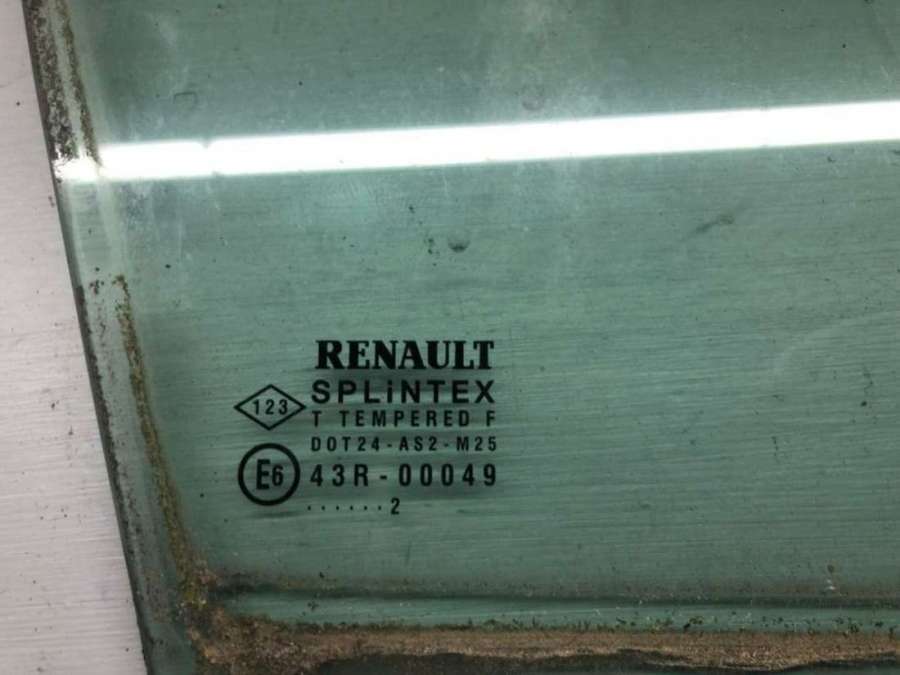 RENAULT
SPLiNTEX
123
T TEMPERED F
DOT24-AS2-M25
E6 43R-00049
......2